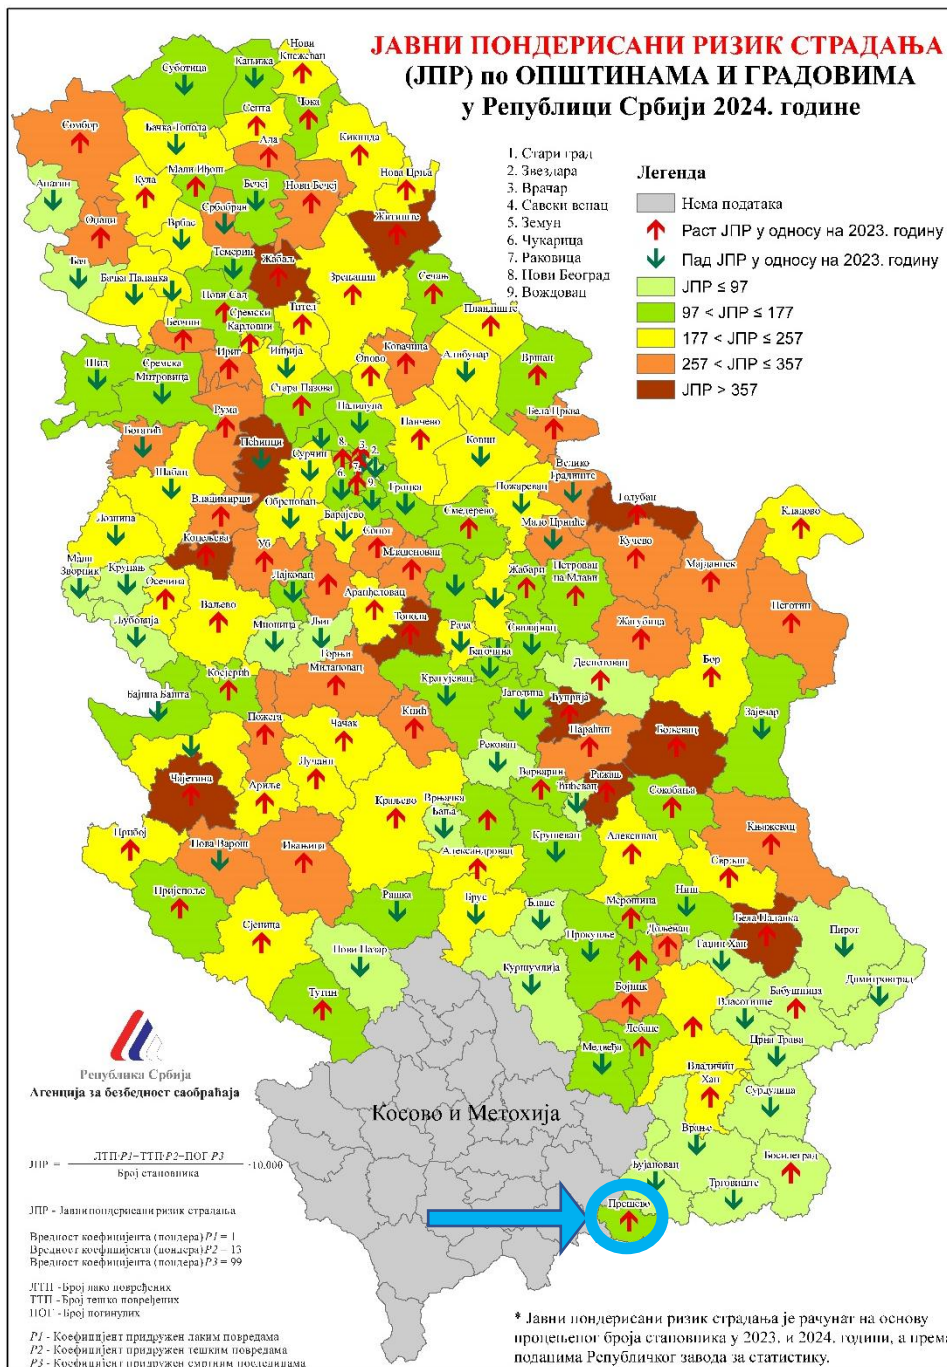 ЈАВНИ ПОНДЕРИСАНИ РИЗИК СТРАДАЊА
(ЈПР) по ОПШТИНАМА И ГРАДОВИМА
у Републици Србији 2024. године
1. Стари град
2. Звездара
3. Врачар
4. Савски венац
5. Земун
6. Чукарица
7. Раковица
8. Нови Београд
9. Вождовац
Легенда
Нема података
Раст ЈПР у односу на 2023. годину
Пад ЈПР у односу на 2023. годину
ЈПР ≤ 97
97 < ЈПР ≤ 177
177 < ЈПР ≤ 257
257 < ЈПР ≤ 357
ЈПР > 357
Суботица
Кањижа
Нови
Кнежевац
Сомбор
Сента
Чока
Бачка Топола
Ада
Кикинда
Апатин
Кула
Мали Иђош
Бечеј
Нови Бечеј
Нова Црња
Оџаци
Врбас
Србобран
Житиште
Бач
Бачка Паланка
Темерин
Жабаљ
Зрењанин
Сечањ
Нови Сад
Сремски
Карловци
Тител
Пландиште
Беочин
Ириг
Инђија
Опово
Ковачица
Алибунар
Вршац
Шид
Сремска
Митровица
Стара Пазова
Палилула
Рума
Панчево
Бела Црква
Богатић
Пећинци
Сурчин
8.
3.
2.
7.
6.
9.
Гроцка
Ковин
Велико
Градиште
Шабац
Обреновац
Пожаревац
Голубац
Кладово
Владимирци
Барајево
Смедерево
Мало Црниће
Лозница
Коцељева
Уб
Сопот
Младеновац
Кучево
Мајданпек
Мали
Зворник
Крупањ
Осечина
Лајковац
Жабари
Петровац
на Млави
Неготин
Ваљево
Аранђеловац
Топола
Љубовија
Мионица
Љиг
Рача
Свилајнац
Жагубица
Баточина
Горњи
Милановац
Деспотовац
Бор
Косјерић
Крагујевац
Јагодина
Бајина Башта
Ћуприја
Зајечар
Пожега
Чачак
Кнић
Параћин
Бољевац
Рековац
Чајетина
Лучани
Варварин
Ражањ
Ариље
Ћићевац
Сокобања
Краљево
Врњачка
Бања
Прибој
Нова Варош
Ивањица
Крушевац
Алексинац
Књажевац
Александровац
Сврљиг
Пријепоље
Рашка
Брус
Блаце
Мерошина
Ниш
Сјеница
Прокупље
Дољевац
Бела Паланка
Пирот
Нови Пазар
Гаџин Хан
Куршумлија
Димитровград
Тутин
Бојник
Власотинце
Бабушница
Лебане
Медвеђа
Црна Трава
Владичин
Хан
Сурдулица
Врање
Косово и Метохија
Бујановац
Босилеград
Трговиште
Прешево
Република Србија
Агенција за безбедност саобраћаја
ЈПР = ЛТП·P1+ТТП·P2+ПОГ·P3 / Број становника ·10.000
ЈПР - Јавни пондерисани ризик страдања
Вредност коефицијента (пондера) P1 = 1
Вредност коефицијента (пондера) P2 = 13
Вредност коефицијента (пондера) P3 = 99
ЛТП - Број лако повређених
ТТП - Број тешко повређених
ПОГ - Број погинулих
P1 - Коефицијент придружен лаким повредама
P2 - Коефицијент придружен тешким повредама
P3 - Коефицијент придружен смртним последицама
* Јавни пондерисани ризик страдања је рачунат на основу
процењеног броја становника у 2023. и 2024. години, а према
подацима Републичког завода за статистику.